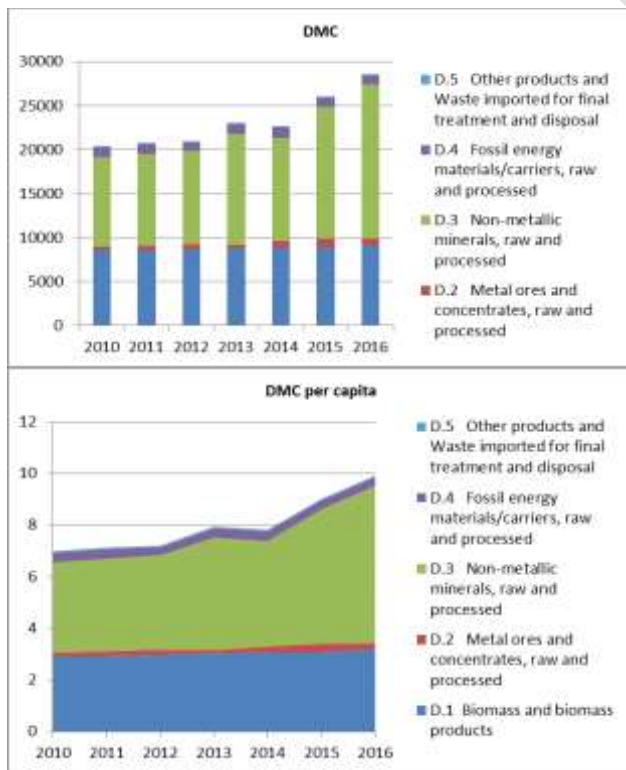 DMC
30000
25000
20000
15000
10000
5000
0
2010 2011 2012 2013 2014 2015 2016
D.5 Other products and
Waste imported for final
treatment and disposal
D.4 Fossil energy
materials/carriers, raw
and processed
D.3 Non-metallic
minerals, raw and
processed
D.2 Metal ores and
concentrates, raw and
processed
DMC per capita
12
10
8
6
4
2
0
2010 2011 2012 2013 2014 2015 2016
D.5 Other products and
Waste imported for final
treatment and disposal
D.4 Fossil energy
materials/carriers, raw
and processed
D.3 Non-metallic
minerals, raw and
processed
D.2 Metal ores and
concentrates, raw and
processed
D.1 Biomass and biomass
products